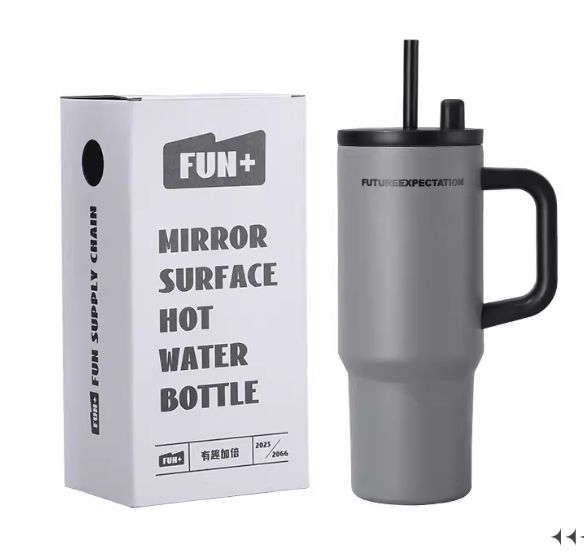 FUN+
MIRROR
SURFACE
HOT
WATER
BOTTLE
FUN+
有趣加倍
2023/2066
FUN+ FUN SUPPLY CHAIN
FUTUREEXPECTATION